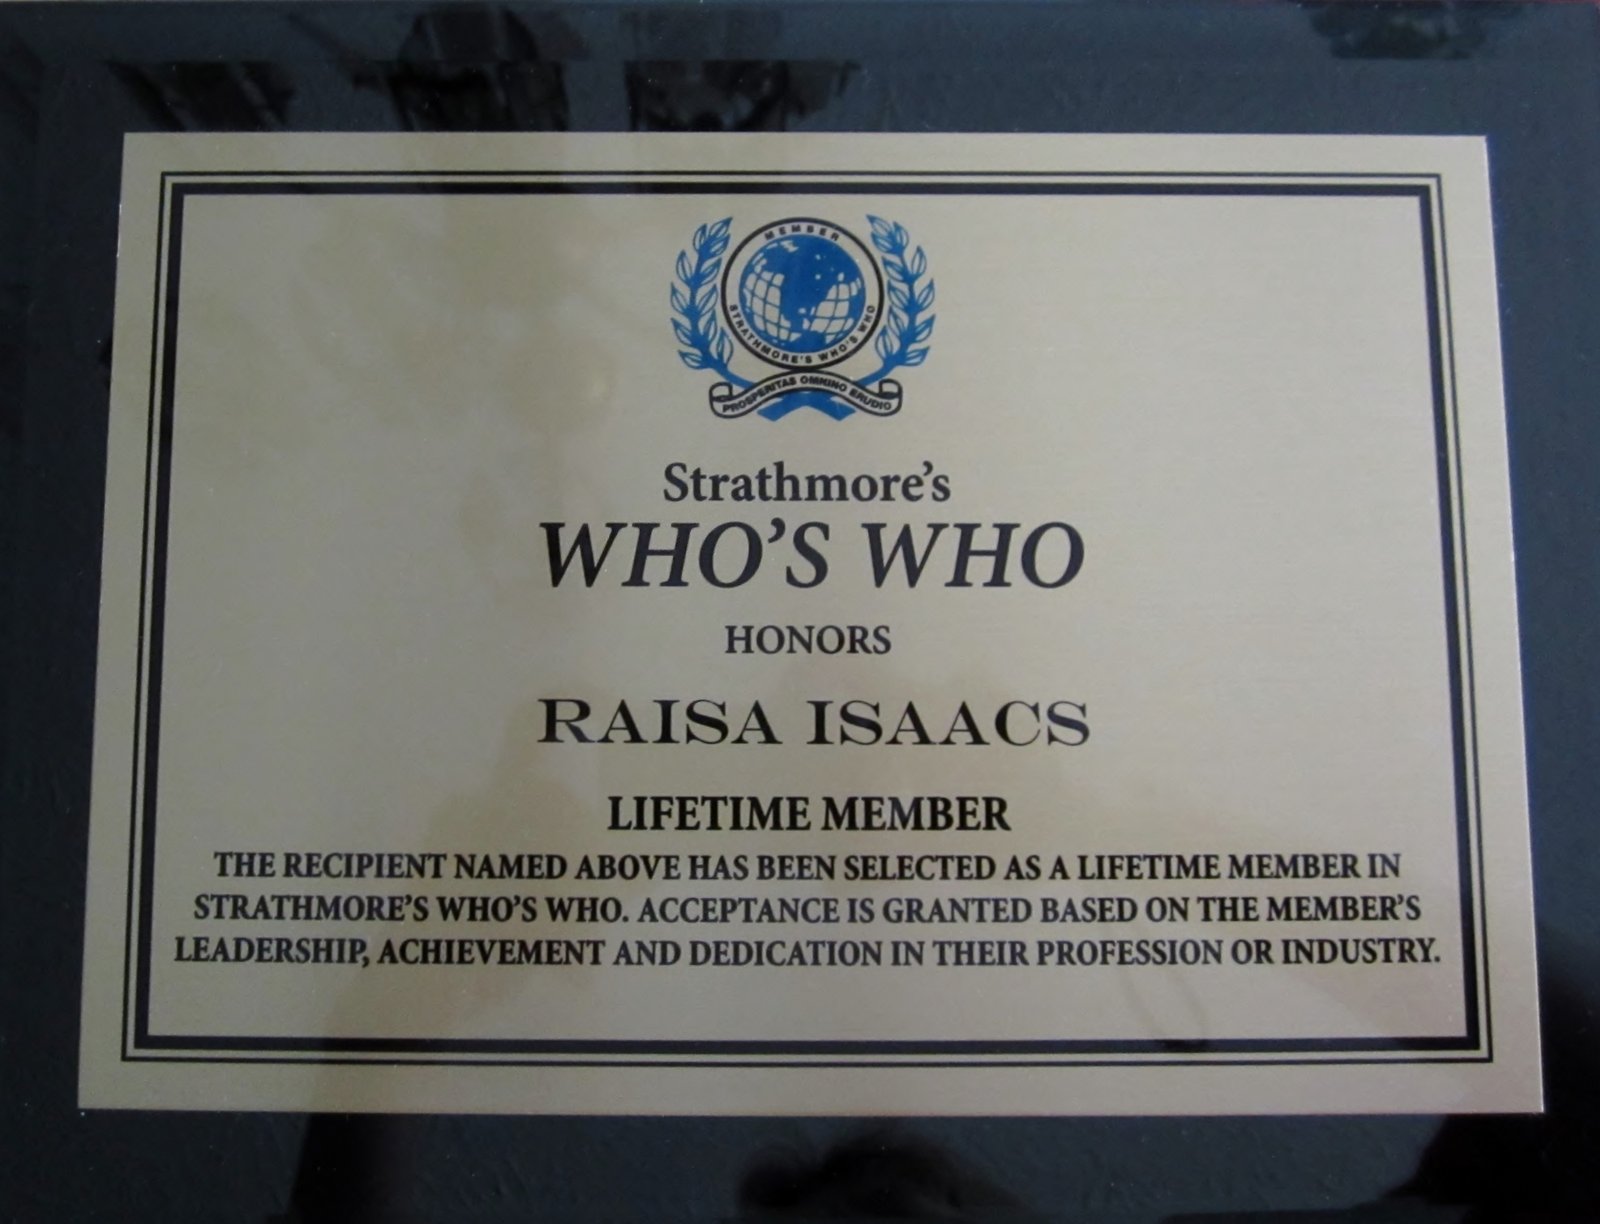 MEMBER
STRATHMORE'S WHO'S WHO
PROSPERITAS OMNINO ERUDIO
Strathmore's
WHO'S WHO
HONORS
RAISA ISAACS
LIFETIME MEMBER
THE RECIPIENT NAMED ABOVE HAS BEEN SELECTED AS A LIFETIME MEMBER IN
STRATHMORE'S WHO'S WHO. ACCEPTANCE IS GRANTED BASED ON THE MEMBER'S
LEADERSHIP, ACHIEVEMENT AND DEDICATION IN THEIR PROFESSION OR INDUSTRY.